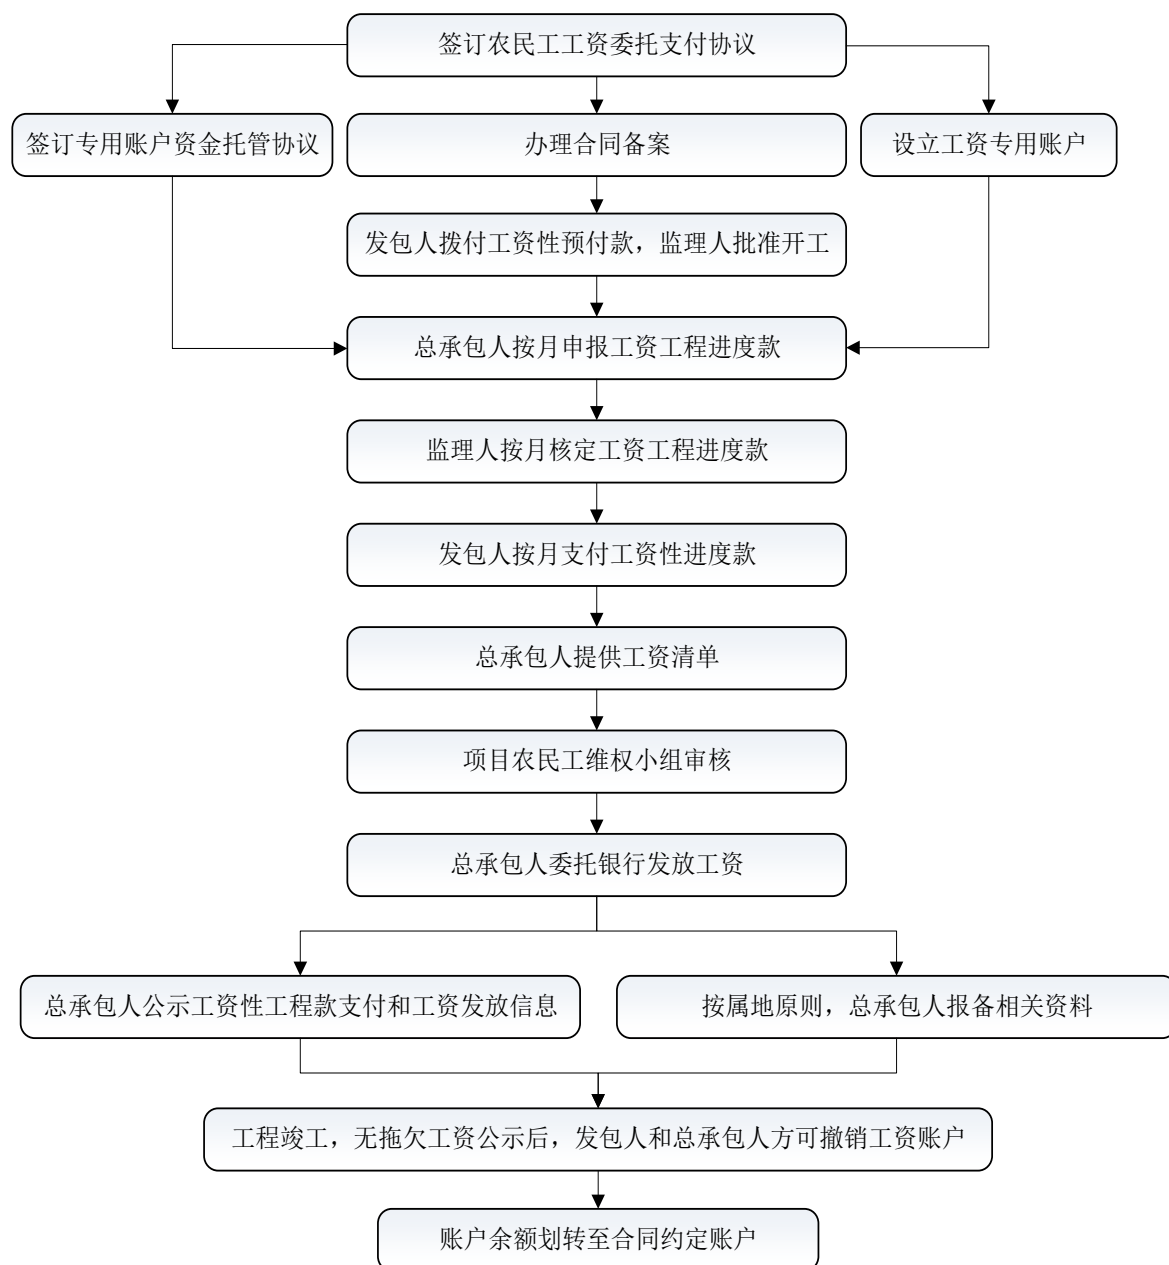 签订农民工工资委托支付协议
签订专用账户资金托管协议
办理合同备案
设立工资专用账户
发包人拨付工资性预付款，监理人批准开工
总承包人按月申报工资工程进度款
监理人按月核定工资工程进度款
发包人按月支付工资性进度款
总承包人提供工资清单
项目农民工维权小组审核
总承包人委托银行发放工资
总承包人公示工资性工程款支付和工资发放信息
按属地原则，总承包人报备相关资料
工程竣工，无拖欠工资公示后，发包人和总承包人方可撤销工资账户
账户余额划转至合同约定账户